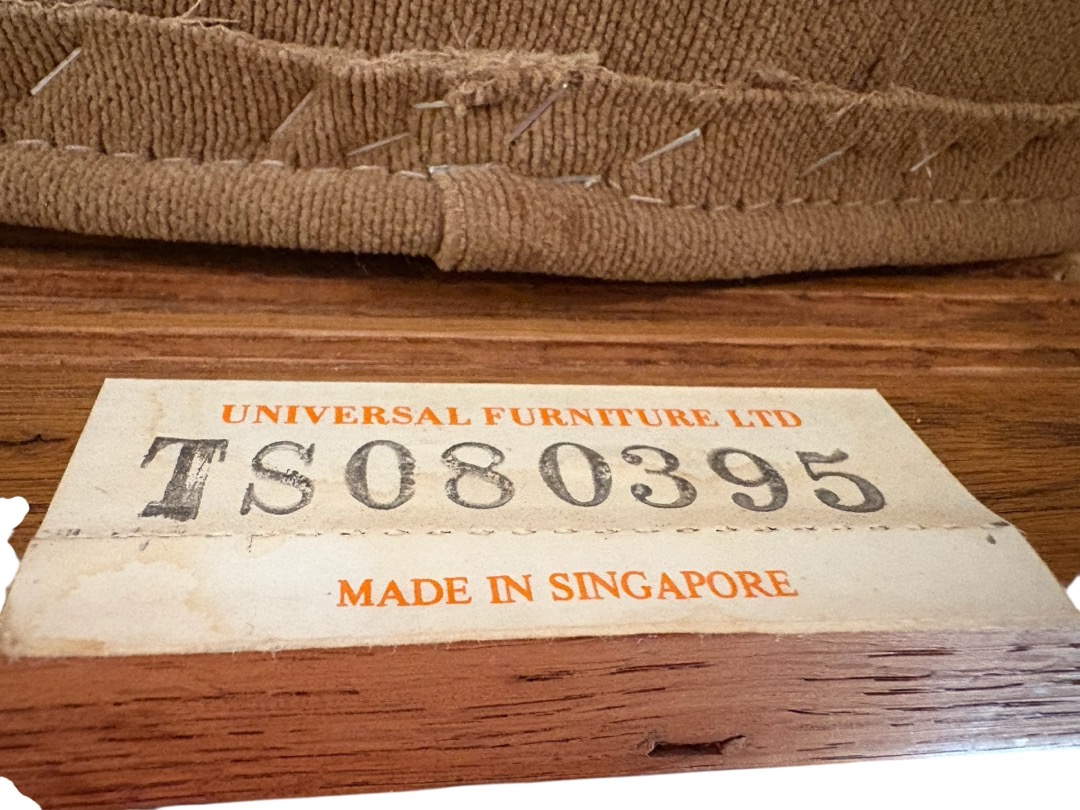 UNIVERSAL FURNITURE LTD
TS080395
MADE IN SINGAPORE